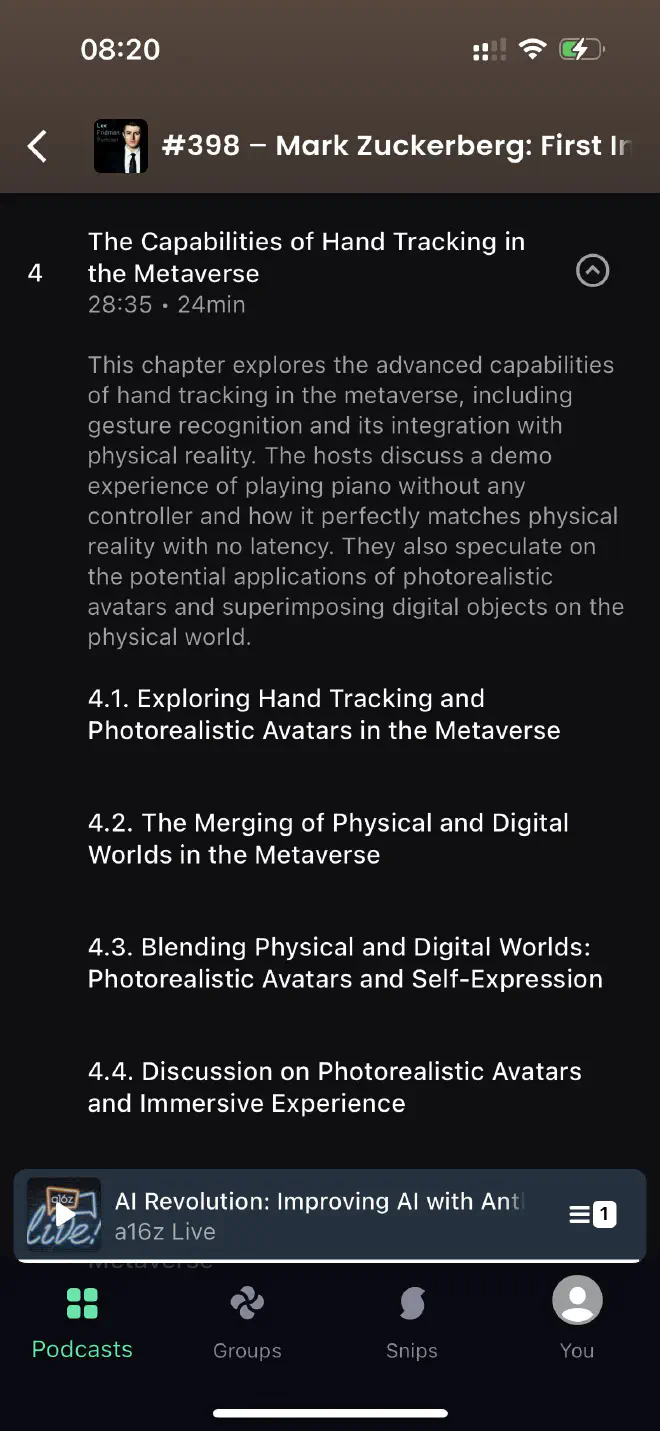 08:20
Lex
Fridman
Podcast
#398 – Mark Zuckerberg: First Ir
4
The Capabilities of Hand Tracking in
the Metaverse
28:35 • 24min
This chapter explores the advanced capabilities
of hand tracking in the metaverse, including
gesture recognition and its integration with
physical reality. The hosts discuss a demo
experience of playing piano without any
controller and how it perfectly matches physical
reality with no latency. They also speculate on
the potential applications of photorealistic
avatars and superimposing digital objects on the
physical world.
4.1. Exploring Hand Tracking and
Photorealistic Avatars in the Metaverse
4.2. The Merging of Physical and Digital
Worlds in the Metaverse
4.3. Blending Physical and Digital Worlds:
Photorealistic Avatars and Self-Expression
4.4. Discussion on Photorealistic Avatars
and Immersive Experience
a16z
live!
AI Revolution: Improving AI with Ant
a16z Live
1
Metaverse
Podcasts
Groups
Snips
You